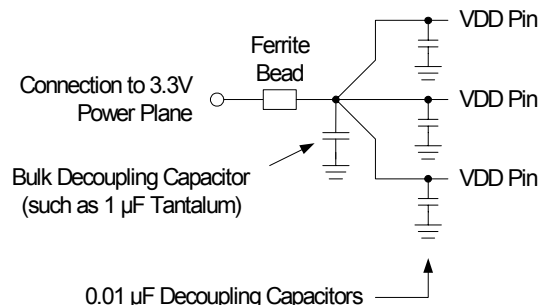 VDD Pin
Ferrite
Bead
Connection to 3.3V
Power Plane
VDD Pin
Bulk Decoupling Capacitor
(such as 1 µF Tantalum)
VDD Pin
0.01 µF Decoupling Capacitors